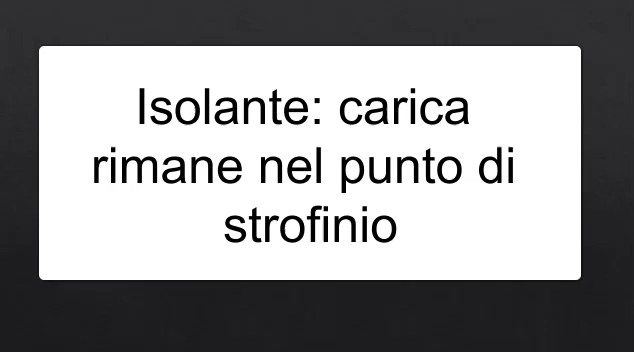 Isolante: carica
rimane nel punto di
strofinio